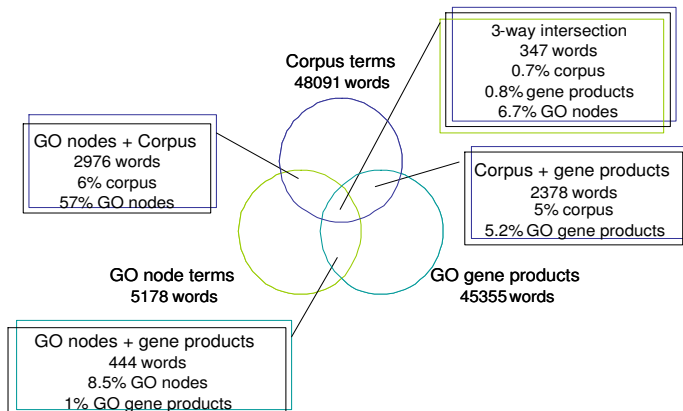 3-way intersection
347 words
0.7% corpus
0.8% gene products
6.7% GO nodes
Corpus terms
48091 words
GO nodes + Corpus
2976 words
6% corpus
57% GO nodes
Corpus + gene products
2378 words
5% corpus
5.2% GO gene products
GO node terms
5178 words
GO gene products
45355 words
GO nodes + gene products
444 words
8.5% GO nodes
1% GO gene products